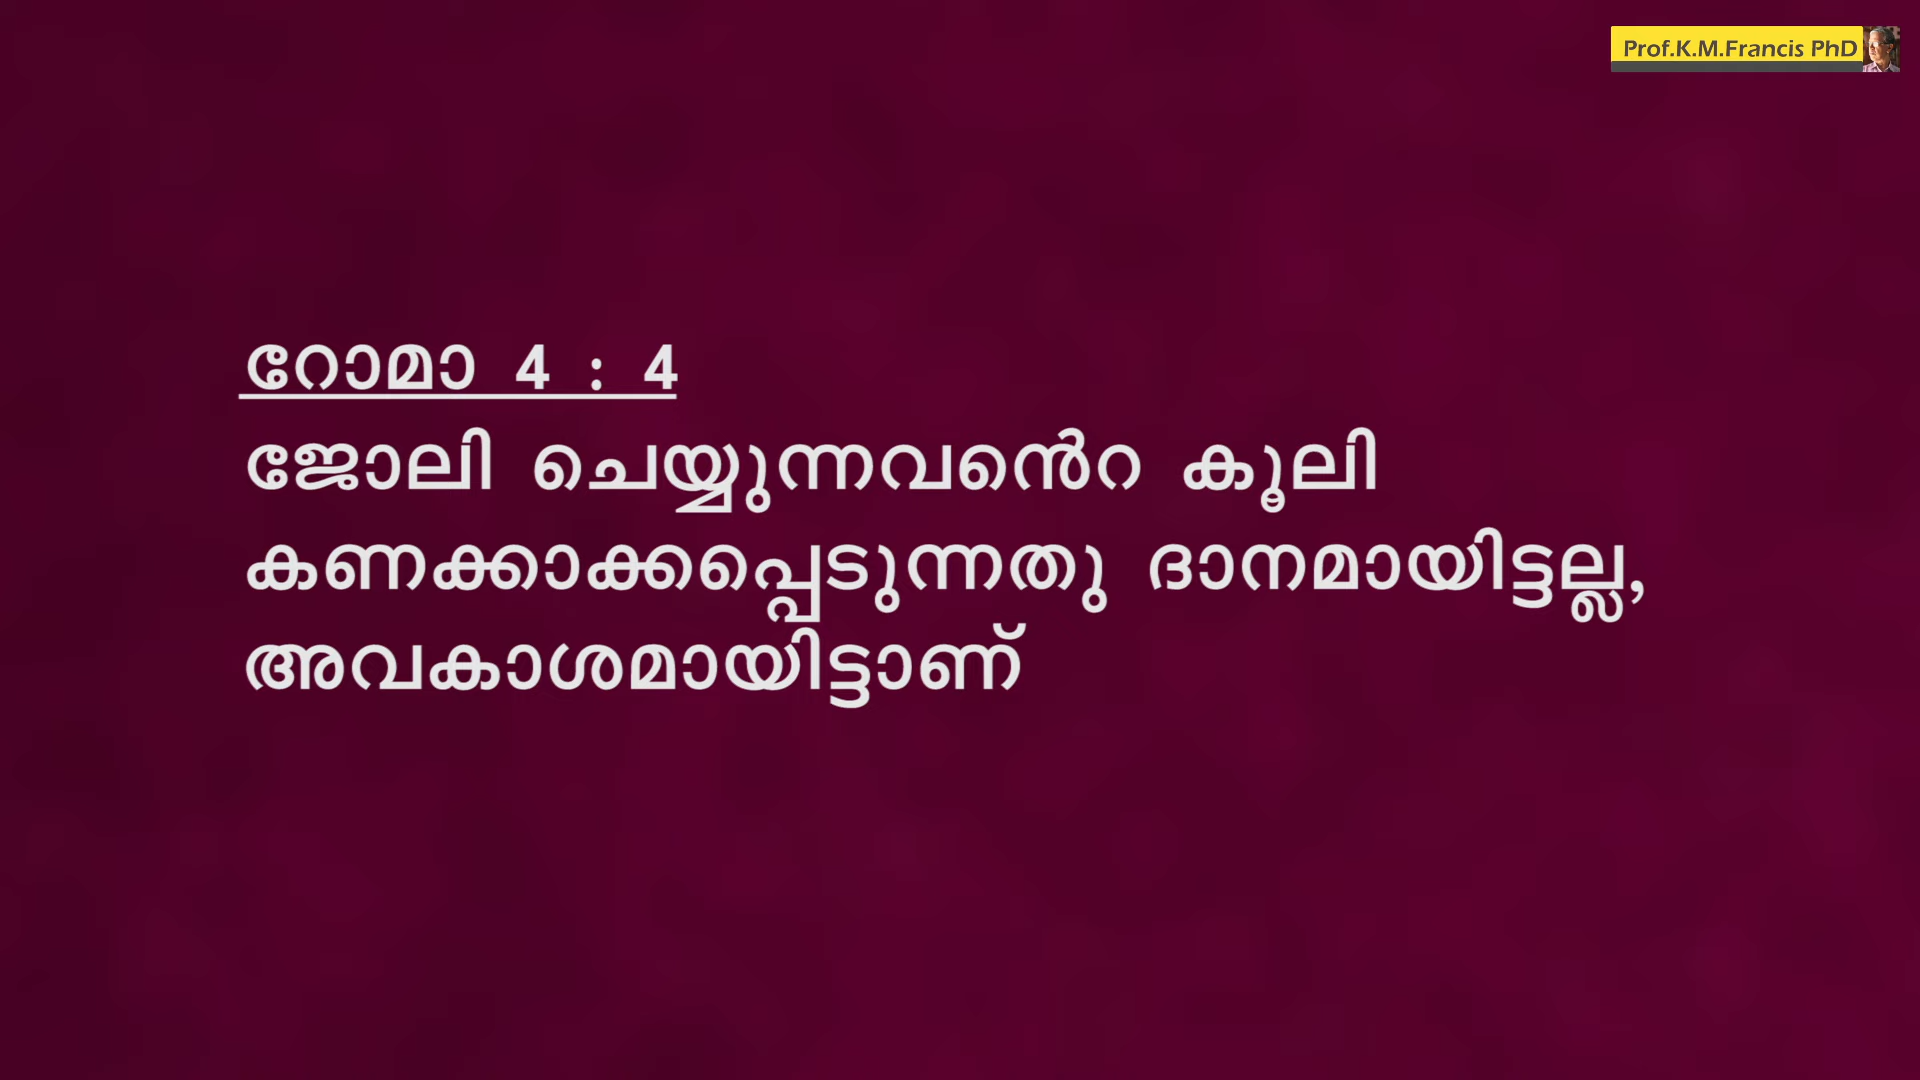 Prof.K.M.Francis PhD
റോമാ 4 : 4
ജോലി ചെയ്യുന്നവൻെറ കൂലി
കണക്കാക്കപ്പെടുന്നതു ദാനമായിട്ടല്ല,
അവകാശമായിട്ടാണ്